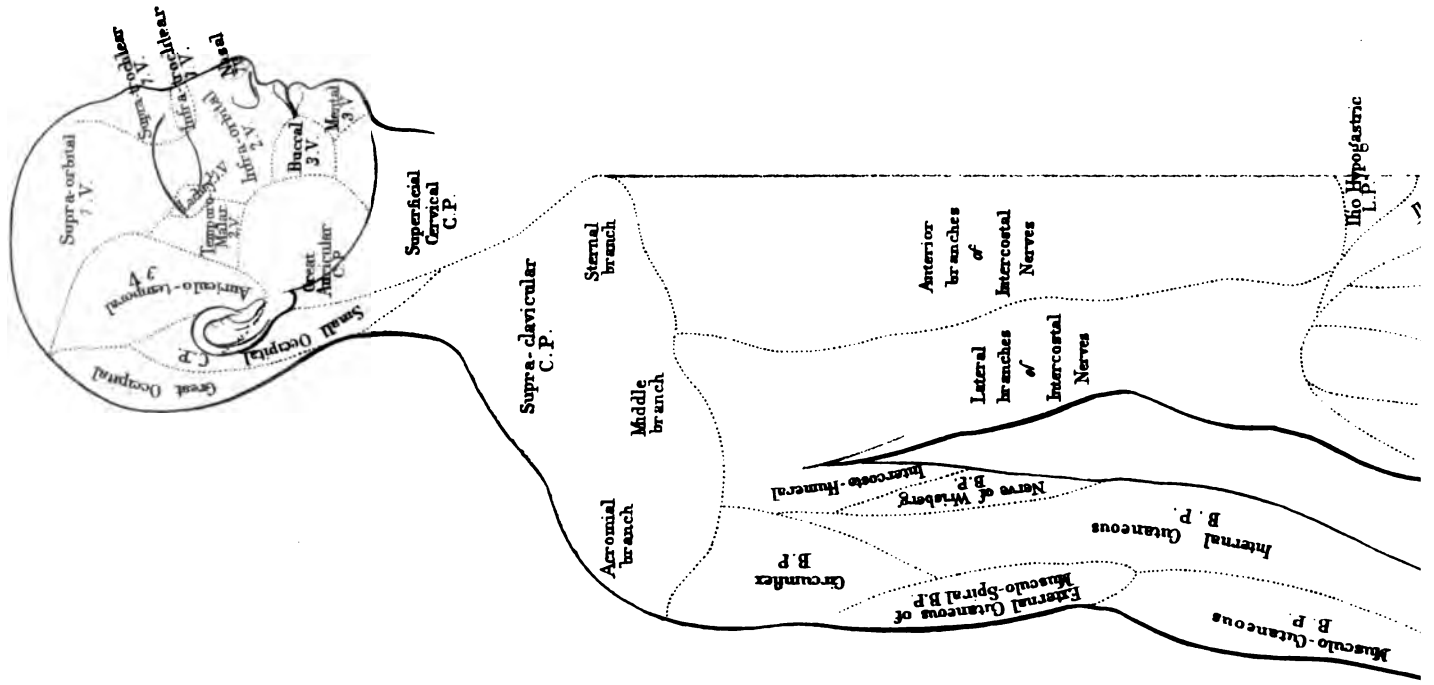 Supra-trochlear
1.V.
Infra-trochlear
1.V.
Nasal
Supra-orbital
1.V.
Infra-orbital
2.V.
Buccal
3.V.
Mental
3.V
Temporo-
Malar
2.V
Auriculo-temporal
3 V
Great
Auricular
C.P
Small Occipital
C.P
Great Occipital
Superficial
Cervical
C.P.
Supra-clavicular
C.P.
Sternal
branch
Middle
branch
Acromial
branch
Anterior
branches
of
Intercostal
Nerves
Lateral
branches
of
Intercostal
Nerves
Ilio Hypogastric
L.P.
Intercosto-Humeral
Nerve of Wrisberg
B.P
Internal Cutaneous
B.P.
Circumflex
B.P
External Cutaneous of
Musculo-Spiral B.P
Musculo-Cutaneous
B P